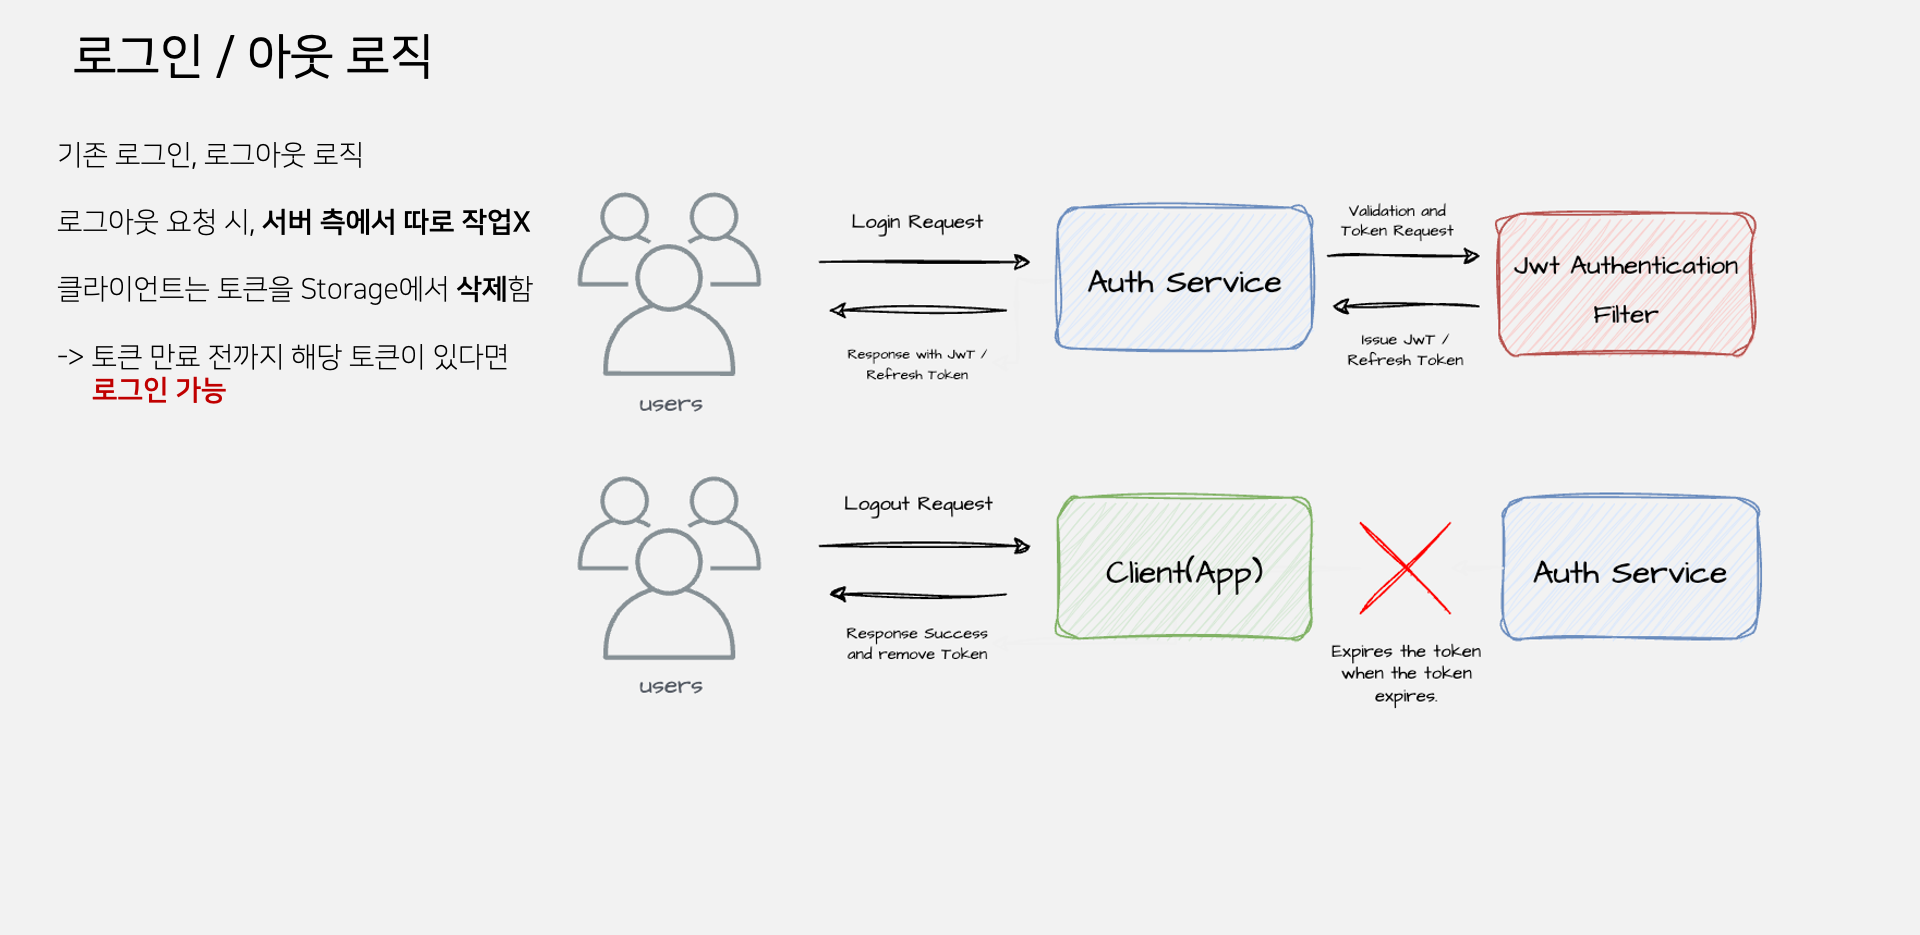 로그인 / 아웃 로직
기존 로그인, 로그아웃 로직
로그아웃 요청 시, 서버 측에서 따로 작업X
클라이언트는 토큰을 Storage에서 삭제함
-> 토큰 만료 전까지 해당 토큰이 있다면
로그인 가능
users
Login Request
Response with JWT /
Refresh Token
Auth Service
Validation and
Token Request
Issue JWT /
Refresh Token
Jwt Authentication
Filter
users
Logout Request
Response Success
and remove Token
Client(App)
Expires the token
when the token
expires.
Auth Service